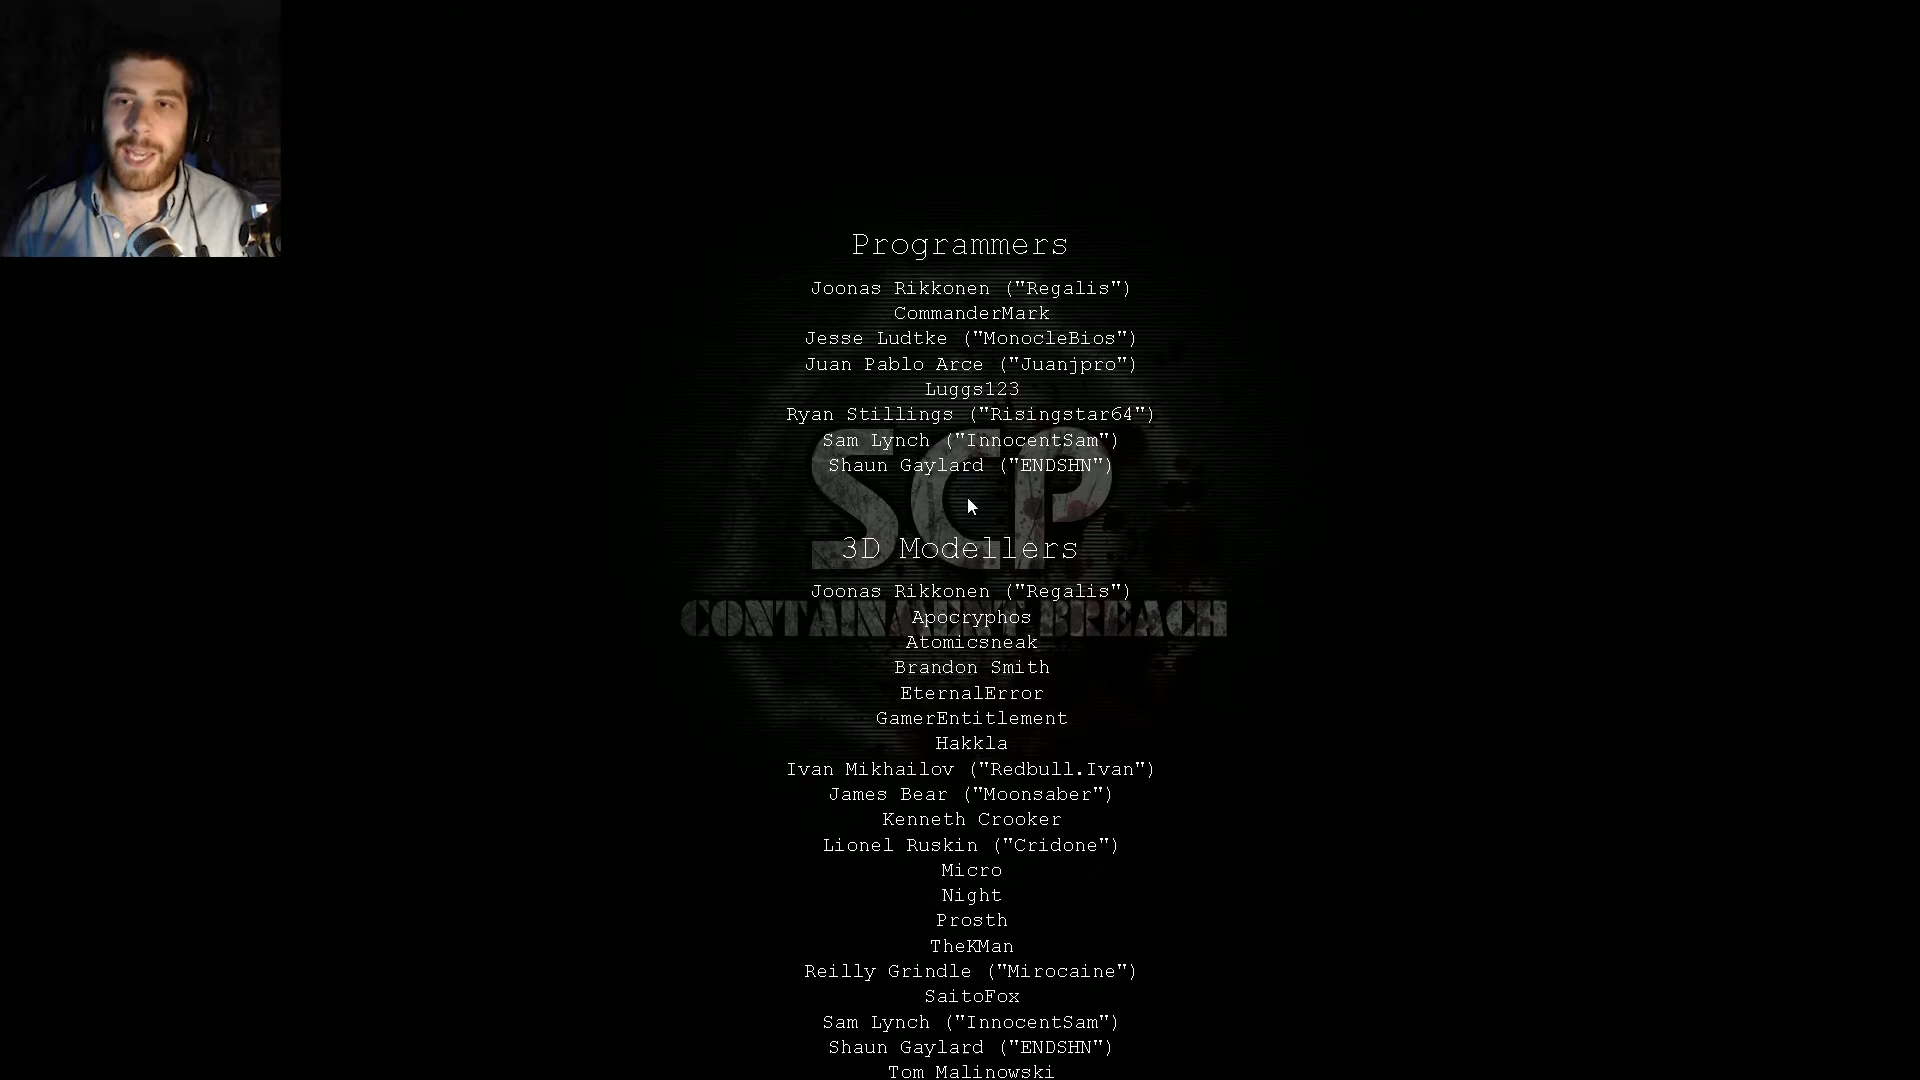 Programmers
Joonas Rikkonen ("Regalis")
CommanderMark
Jesse Ludtke ("MonocleBios")
Juan Pablo Arce ("Juanjpro")
Luggs123
Ryan Stillings ("Risingstar64")
Sam Lynch ("InnocentSam")
Shaun Gaylard ("ENDSHN")
SCP
3D Modellers
Joonas Rikkonen ("Regalis")
CONTAINMENT BREACH
Apocryphos
Atomicsneak
Brandon Smith
EternalError
GamerEntitlement
Hakkla
Ivan Mikhailov ("Redbull.Ivan")
James Bear ("Moonsaber")
Kenneth Crooker
Lionel Ruskin ("Cridone")
Micro
Night
Prosth
TheKMan
Reilly Grindle ("Mirocaine")
SaitoFox
Sam Lynch ("InnocentSam")
Shaun Gaylard ("ENDSHN")
Tom Malinowski